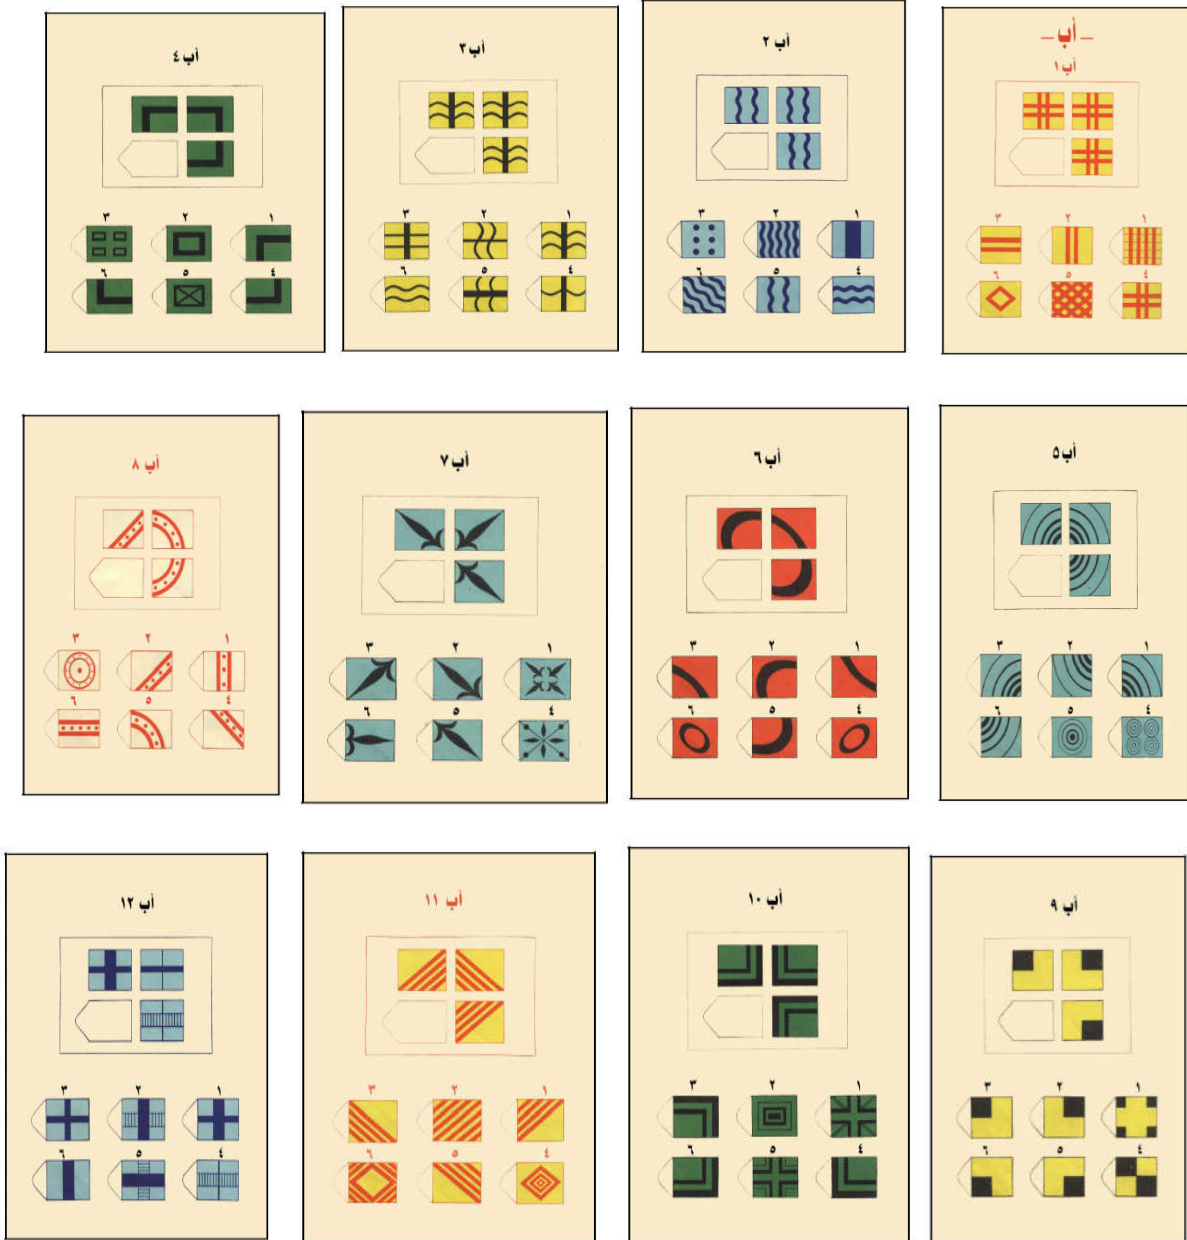 – أب –
أب ١
١ ٢ ٣
٤ ٥ ٦
أب ٢
١ ٢ ٣
٤ ٥ ٦
أب ٣
١ ٢ ٣
٤ ٥ ٦
أب ٤
١ ٢ ٣
٤ ٥ ٦
أب ٥
١ ٢ ٣
٤ ٥ ٦
أب ٦
١ ٢ ٣
٤ ٥ ٦
أب ٧
١ ٢ ٣
٤ ٥ ٦
أب ٨
١ ٢ ٣
٤ ٥ ٦
أب ٩
١ ٢ ٣
٤ ٥ ٦
أب ١٠
١ ٢ ٣
٤ ٥ ٦
أب ١١
١ ٢ ٣
٤ ٥ ٦
أب ١٢
١ ٢ ٣
٤ ٥ ٦